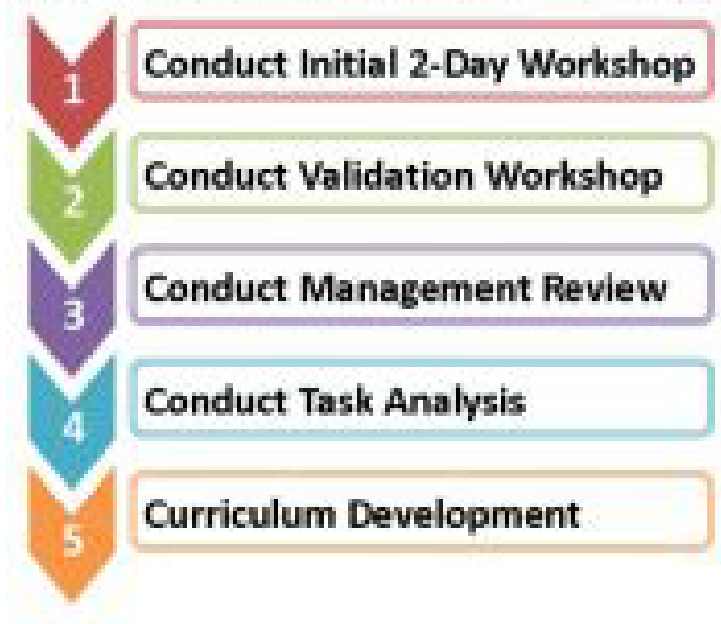 1
Conduct Initial 2-Day Workshop
2
Conduct Validation Workshop
3
Conduct Management Review
4
Conduct Task Analysis
5
Curriculum Development